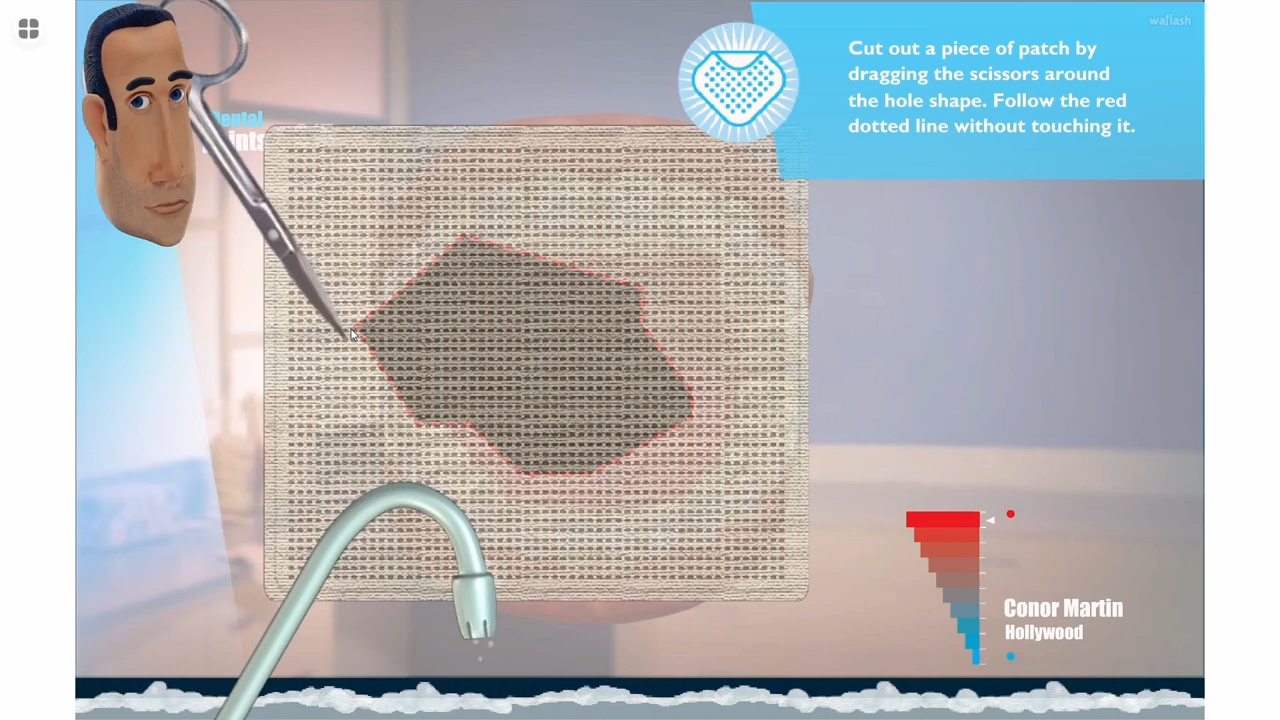 waflash
Cut out a piece of patch by
dragging the scissors around
the hole shape. Follow the red
dotted line without touching it.
Dental
Conor Martin
Hollywood